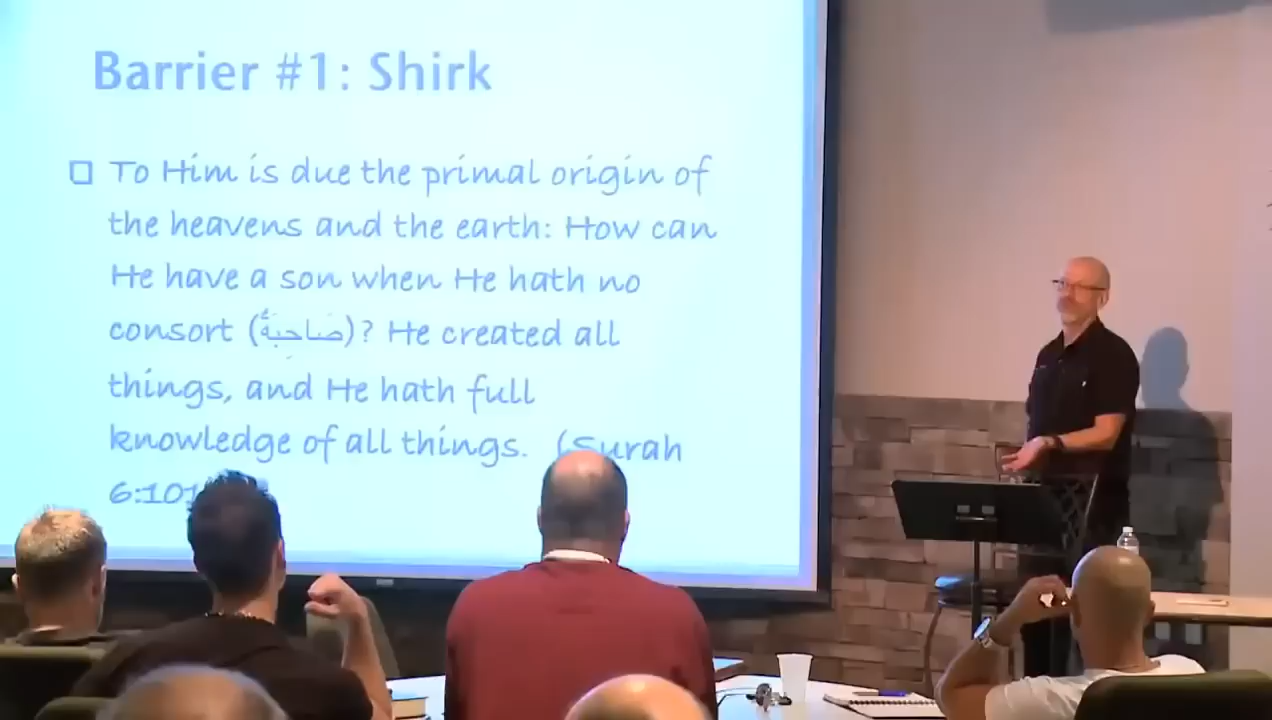 Barrier #1: Shirk
To Him is due the primal origin of
the heavens and the earth: How can
He have a son when He hath no
consort (صَاحِبَةٌ)? He created all
things, and He hath full
knowledge of all things. (Surah
6:101